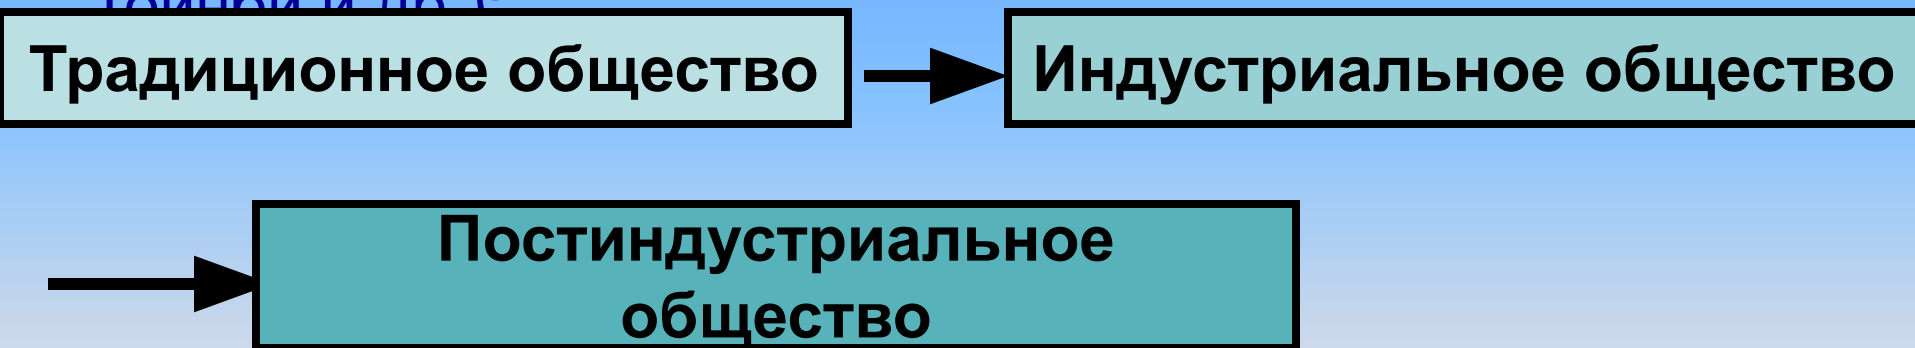 Традиционное общество
Индустриальное общество
Постиндустриальное
общество